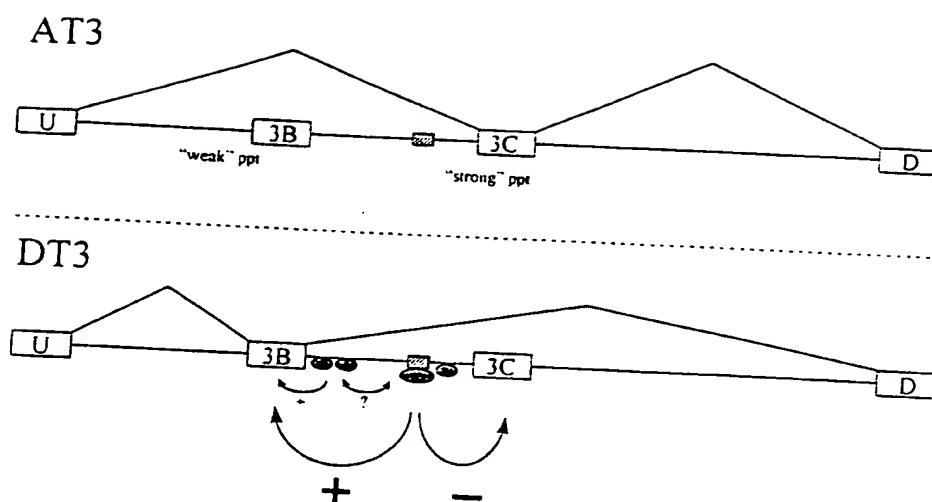 AT3
U 3B 3C D
"weak" ppt
"strong" ppt
DT3
U 3B 3C D
+ ?
+ −